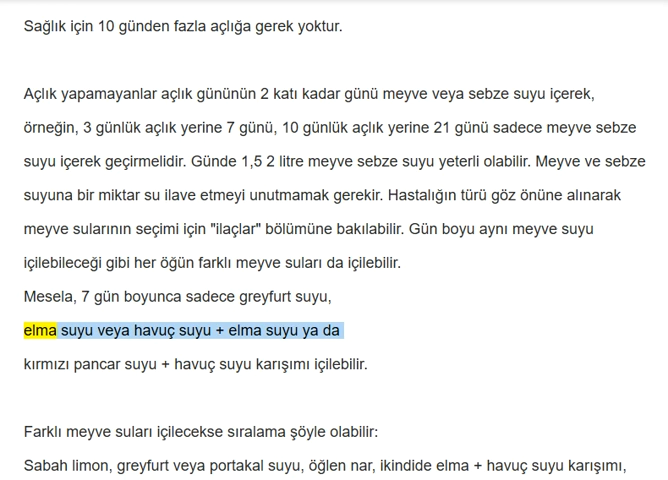 Sağlık için 10 günden fazla açlığa gerek yoktur.
Açlık yapamayanlar açlık gününün 2 katı kadar günü meyve veya sebze suyu içerek,
örneğin, 3 günlük açlık yerine 7 günü, 10 günlük açlık yerine 21 günü sadece meyve sebze
suyu içerek geçirmelidir. Günde 1,5 2 litre meyve sebze suyu yeterli olabilir. Meyve ve sebze
suyuna bir miktar su ilave etmeyi unutmamak gerekir. Hastalığın türü göz önüne alınarak
meyve sularının seçimi için "ilaçlar" bölümüne bakılabilir. Gün boyu aynı meyve suyu
içilebileceği gibi her öğün farklı meyve suları da içilebilir.
Mesela, 7 gün boyunca sadece greyfurt suyu,
elma suyu veya havuç suyu + elma suyu ya da
kırmızı pancar suyu + havuç suyu karışımı içilebilir.
Farklı meyve suları içilecekse sıralama şöyle olabilir:
Sabah limon, greyfurt veya portakal suyu, öğlen nar, ikindide elma + havuç suyu karışımı,